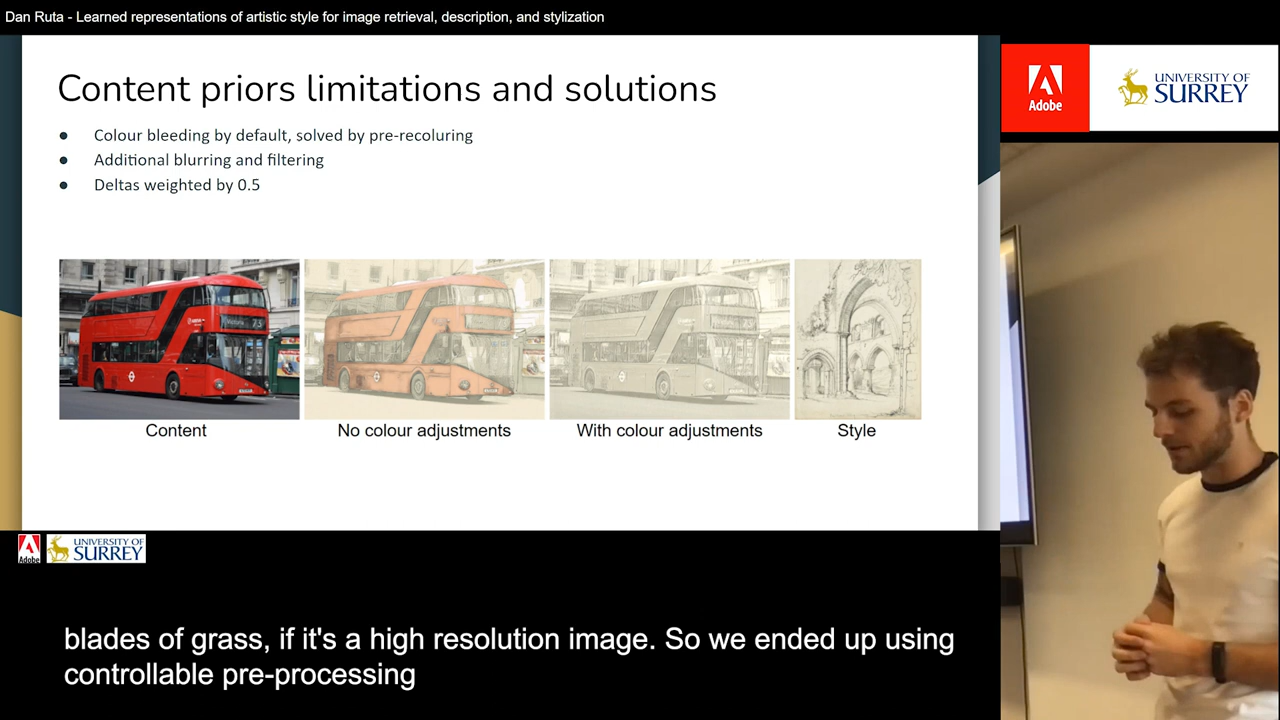 Dan Ruta - Learned representations of artistic style for image retrieval, description, and stylization
Content priors limitations and solutions
Colour bleeding by default, solved by pre-recoluring
Additional blurring and filtering
Deltas weighted by 0.5
Content
No colour adjustments
With colour adjustments
Style
Adobe
UNIVERSITY OF
SURREY
Adobe
UNIVERSITY OF
SURREY
blades of grass, if it's a high resolution image. So we ended up using
controllable pre-processing